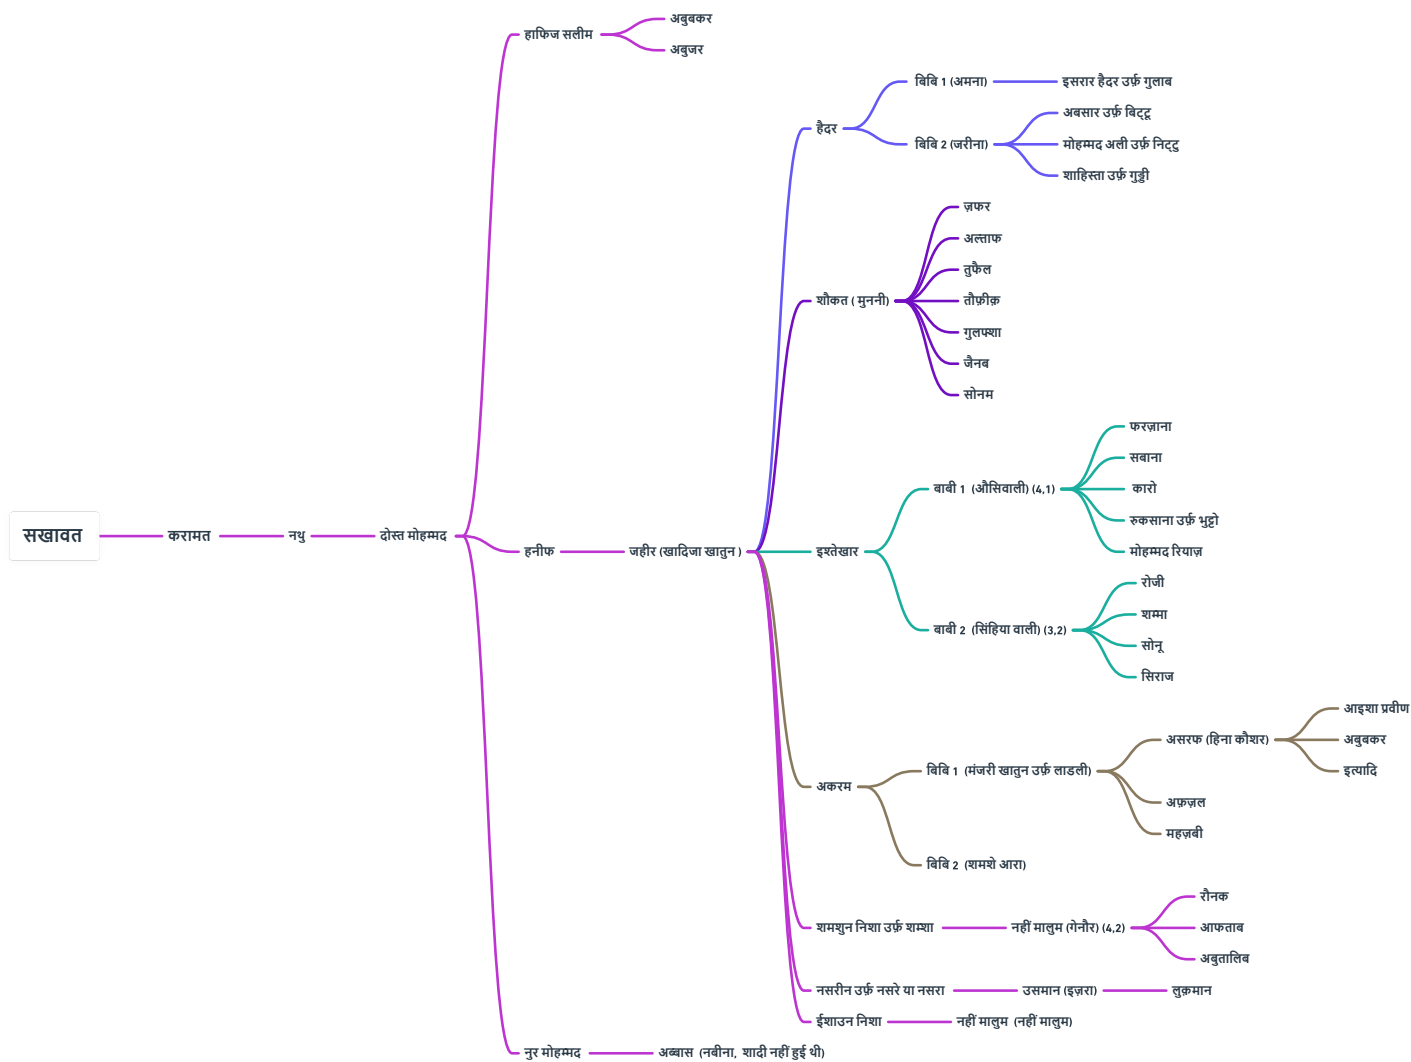 अबुबकर
हाफिज सलीम
अबुजर
बिबि 1 (अमना)
इसरार हैदर उर्फ़ गुलाब
हैदर
अबसार उर्फ़ बिट्टू
बिबि 2 (जरीना)
मोहम्मद अली उर्फ़ निट्टु
शाहिस्ता उर्फ़ गुड्डी
ज़फर
अल्ताफ
तुफैल
शौकत ( मुननी)
तौफ़ीक़
गुलफ्शा
जैनब
सोनम
फरज़ाना
सबाना
बाबी 1 (औसिवाली) (4,1)
कारो
रुकसाना उर्फ़ भुट्टो
सखावत
करामत
नथु
दोस्त मोहम्मद
हनीफ
जहीर (खादिजा खातुन )
इश्तेखार
मोहम्मद रियाज़
रोजी
शम्मा
बाबी 2 (सिंहिया वाली) (3,2)
सोनू
सिराज
आइशा प्रवीण
असरफ (हिना कौशर)
अबुबकर
बिबि 1 (मंजरी खातुन उर्फ़ लाडली)
इत्यादि
अकरम
अफ़ज़ल
महज़बी
बिबि 2 (शमशे आरा)
रौनक
शमशुन निशा उर्फ़ शम्शा
नहीं मालुम (गेनौर) (4,2)
आफताब
अबुतालिब
नसरीन उर्फ़ नसरे या नसरा
उसमान (इज़रा)
लुक़मान
ईशाउन निशा
नहीं मालुम (नहीं मालुम)
नुर मोहम्मद
अब्बास (नबीना, शादी नहीं हुई थी)